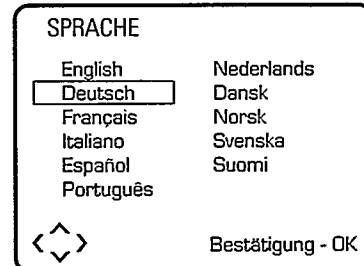 SPRACHE
English Nederlands
Deutsch Dansk
Français Norsk
Italiano Svenska
Español Suomi
Português
Bestätigung - OK